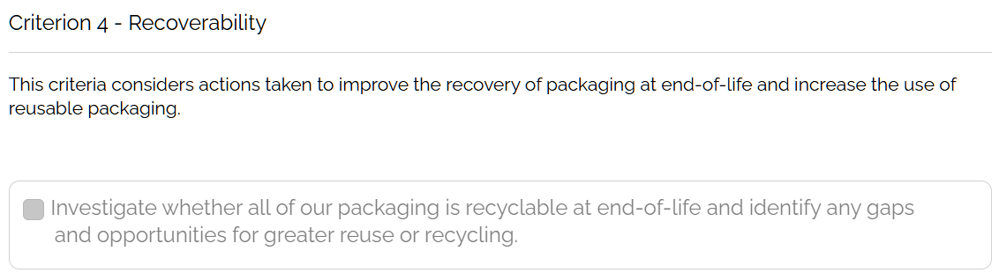 Criterion 4 - Recoverability
This criteria considers actions taken to improve the recovery of packaging at end-of-life and increase the use of
reusable packaging.
Investigate whether all of our packaging is recyclable at end-of-life and identify any gaps
and opportunities for greater reuse or recycling.